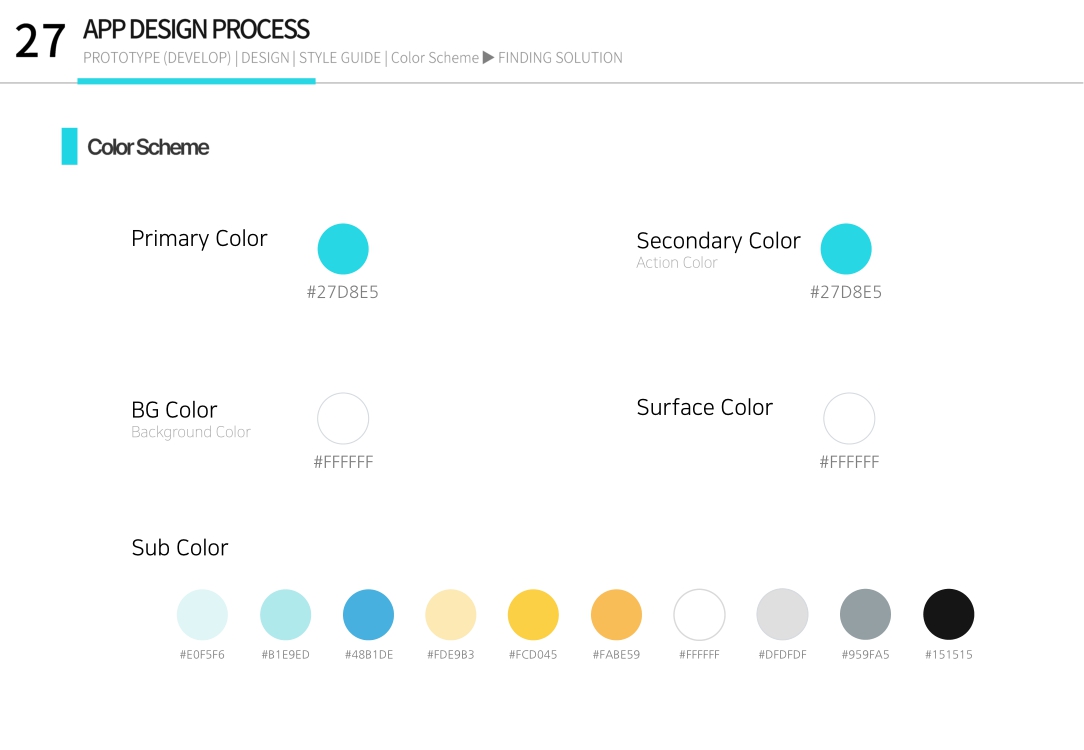 27
APP DESIGN PROCESS
PROTOTYPE (DEVELOP) | DESIGN | STYLE GUIDE | Color Scheme ▶ FINDING SOLUTION
Color Scheme
Primary Color
#27D8E5
Secondary Color
Action Color
#27D8E5
BG Color
Background Color
#FFFFFF
Surface Color
#FFFFFF
Sub Color
#E0F5F6 #B1E9ED #48B1DE #FDE9B3 #FCD045 #FABE59 #FFFFFF #DFDFDF #959FA5 #151515